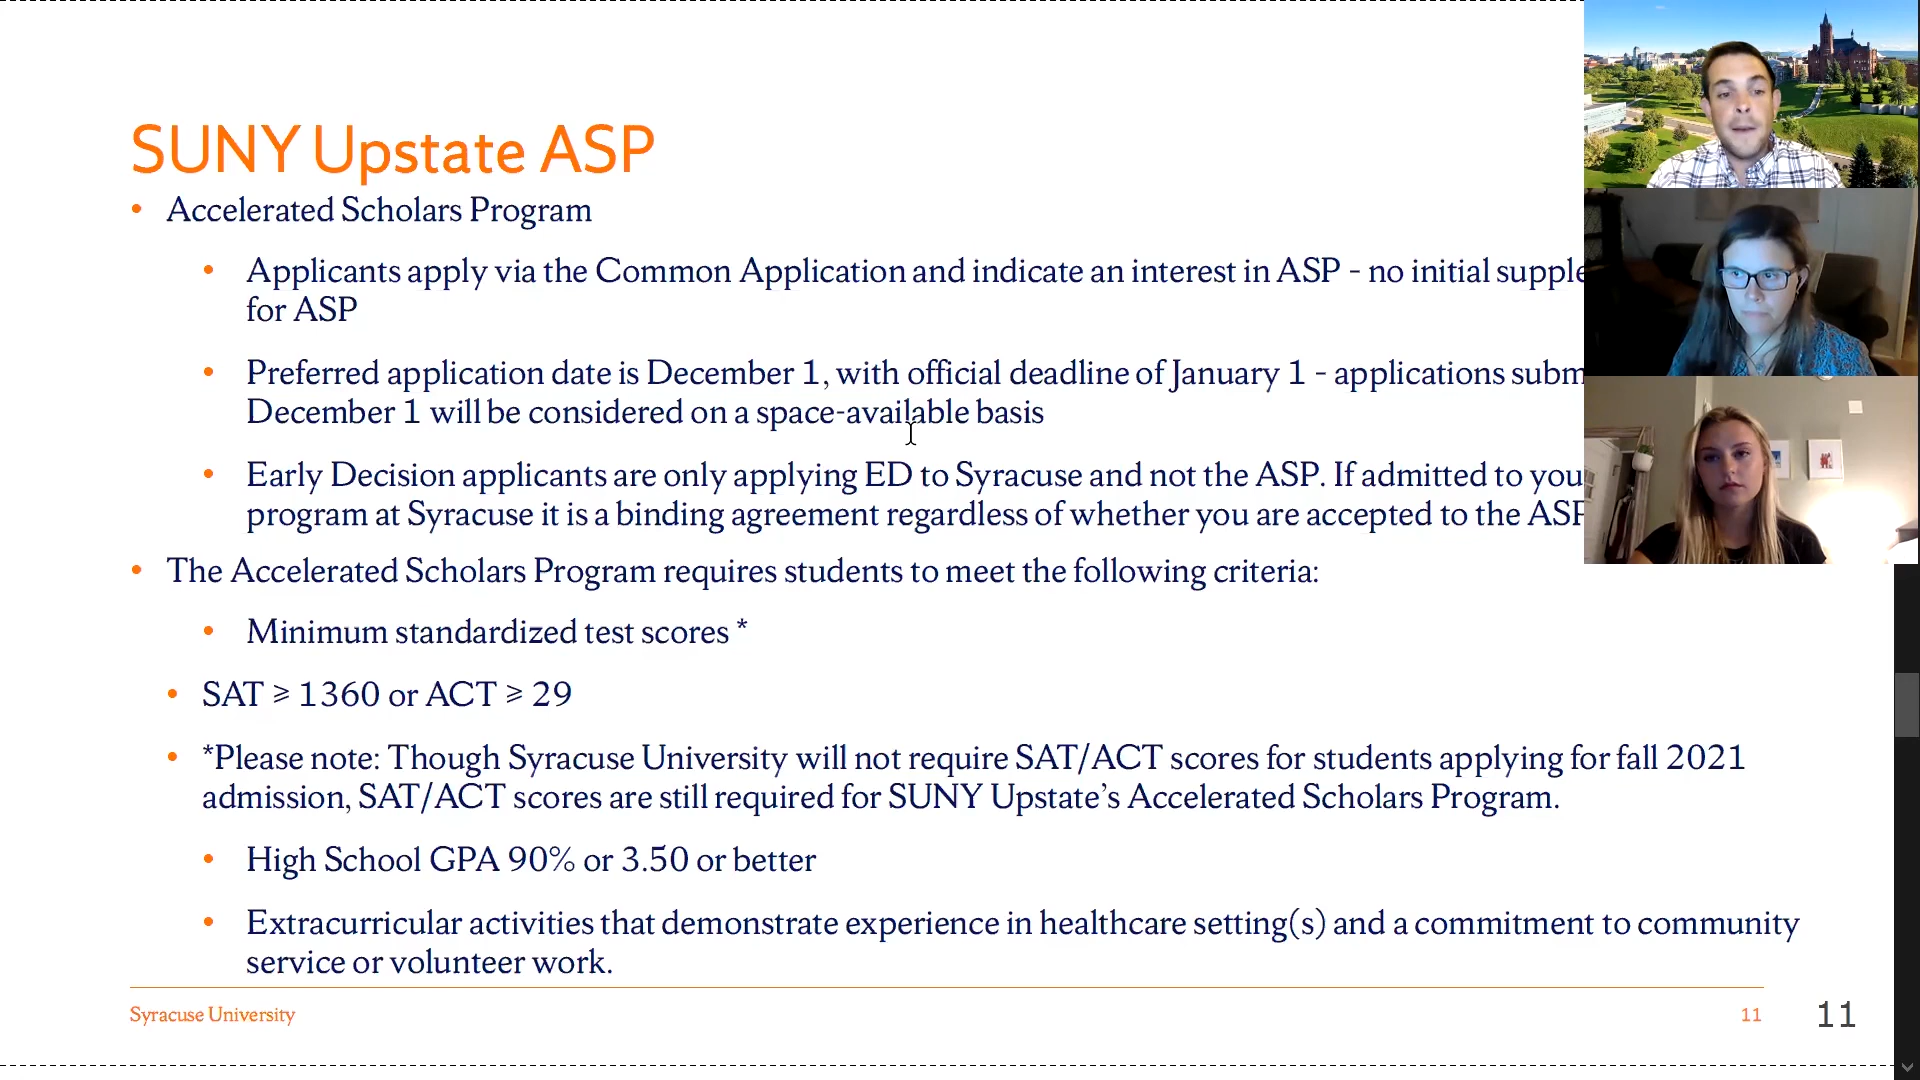 SUNY Upstate ASP
• Accelerated Scholars Program
• Applicants apply via the Common Application and indicate an interest in ASP - no initial
for ASP
• Preferred application date is December 1, with official deadline of January 1 - applications
December 1 will be considered on a space-available basis
• Early Decision applicants are only applying ED to Syracuse and not the ASP. If admitted to
program at Syracuse it is a binding agreement regardless of whether you are accepted to the ASP
• The Accelerated Scholars Program requires students to meet the following criteria:
• Minimum standardized test scores *
• SAT ≥ 1360 or ACT ≥ 29
• *Please note: Though Syracuse University will not require SAT/ACT scores for students applying for fall 2021
admission, SAT/ACT scores are still required for SUNY Upstate’s Accelerated Scholars Program.
• High School GPA 90% or 3.50 or better
• Extracurricular activities that demonstrate experience in healthcare setting(s) and a commitment to community
service or volunteer work.
Syracuse University
11
11